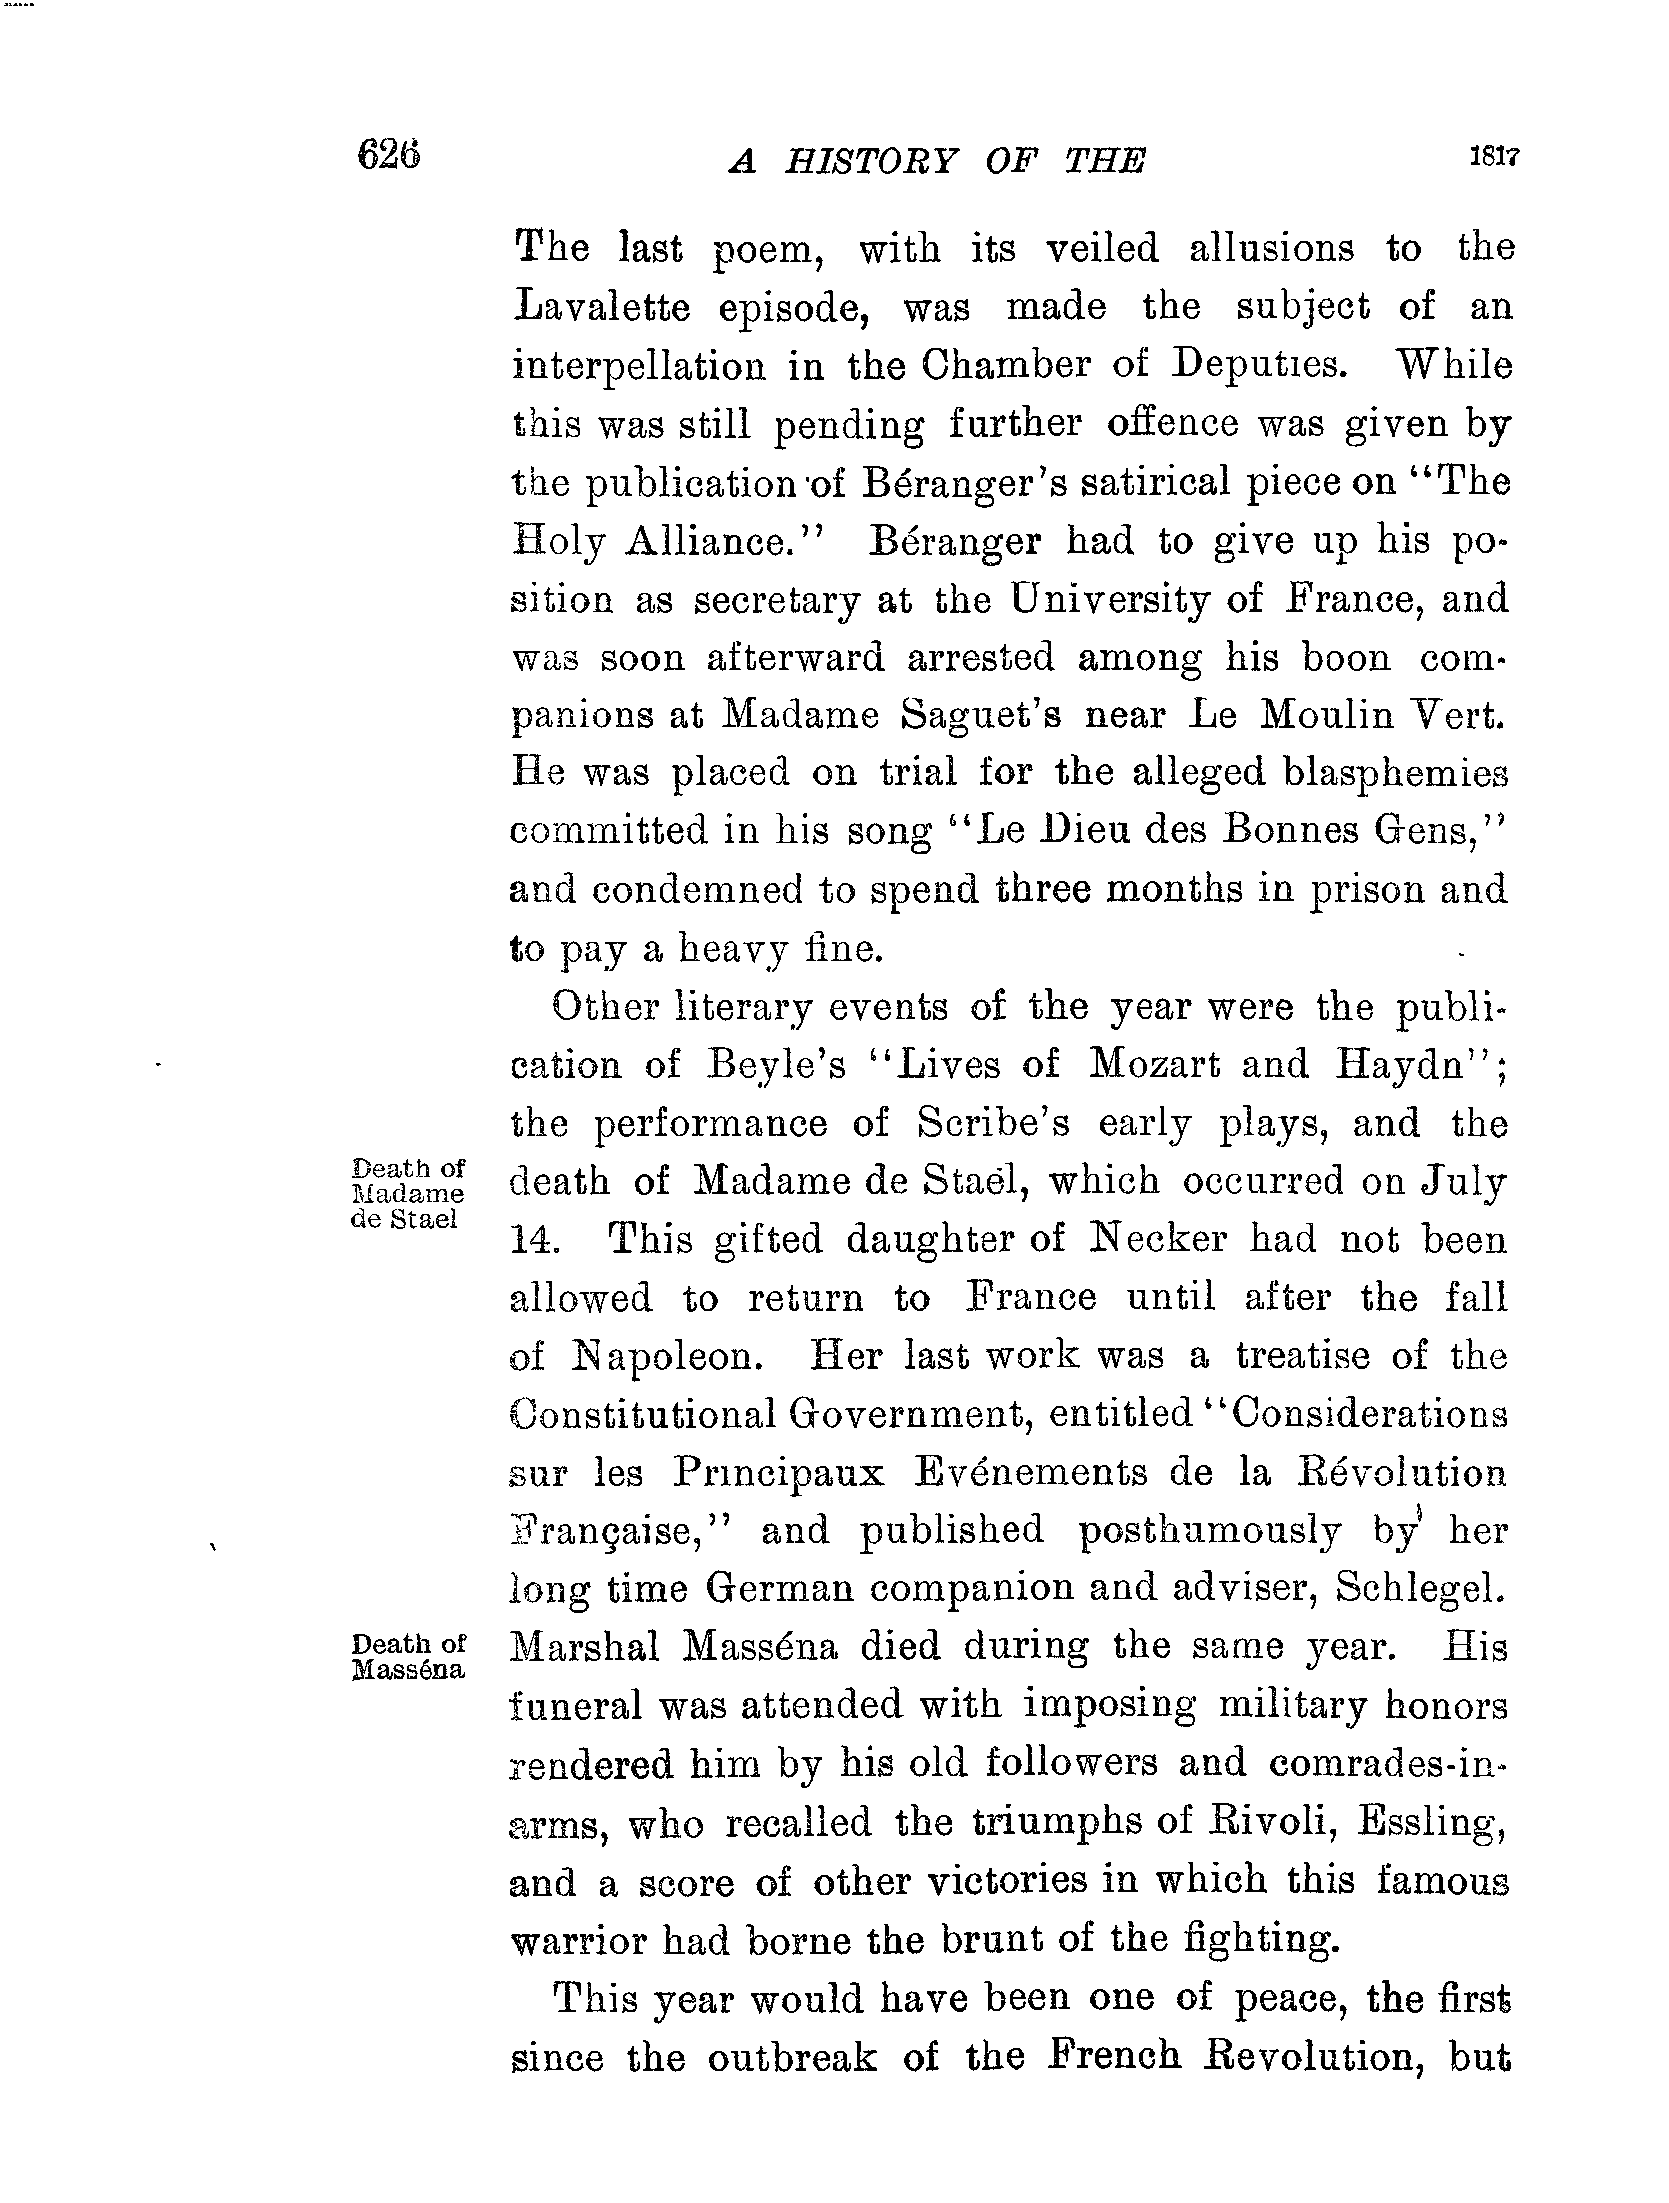 626 A HISTORY OF THE 1817
The last poem, with its veiled allusions to the
Lavalette episode, was made the subject of an
interpellation in the Chamber of Deputies. While
this was still pending further offence was given by
the publication of Béranger's satirical piece on "The
Holy Alliance." Béranger had to give up his po-
sition as secretary at the University of France, and
was soon afterward arrested among his boon com-
panions at Madame Saguet's near Le Moulin Vert.
He was placed on trial for the alleged blasphemies
committed in his song "Le Dieu des Bonnes Gens,"
and condemned to spend three months in prison and
to pay a heavy fine.
Other literary events of the year were the publi-
cation of Beyle's "Lives of Mozart and Haydn";
the performance of Scribe's early plays, and the
Death of
Madame
de Stael
death of Madame de Staël, which occurred on July
14. This gifted daughter of Necker had not been
allowed to return to France until after the fall
of Napoleon. Her last work was a treatise of the
Constitutional Government, entitled "Considerations
sur les Principaux Evénements de la Révolution
Française," and published posthumously by her
long time German companion and adviser, Schlegel.
Death of
Masséna
Marshal Masséna died during the same year. His
funeral was attended with imposing military honors
rendered him by his old followers and comrades-in-
arms, who recalled the triumphs of Rivoli, Essling,
and a score of other victories in which this famous
warrior had borne the brunt of the fighting.
This year would have been one of peace, the first
since the outbreak of the French Revolution, but